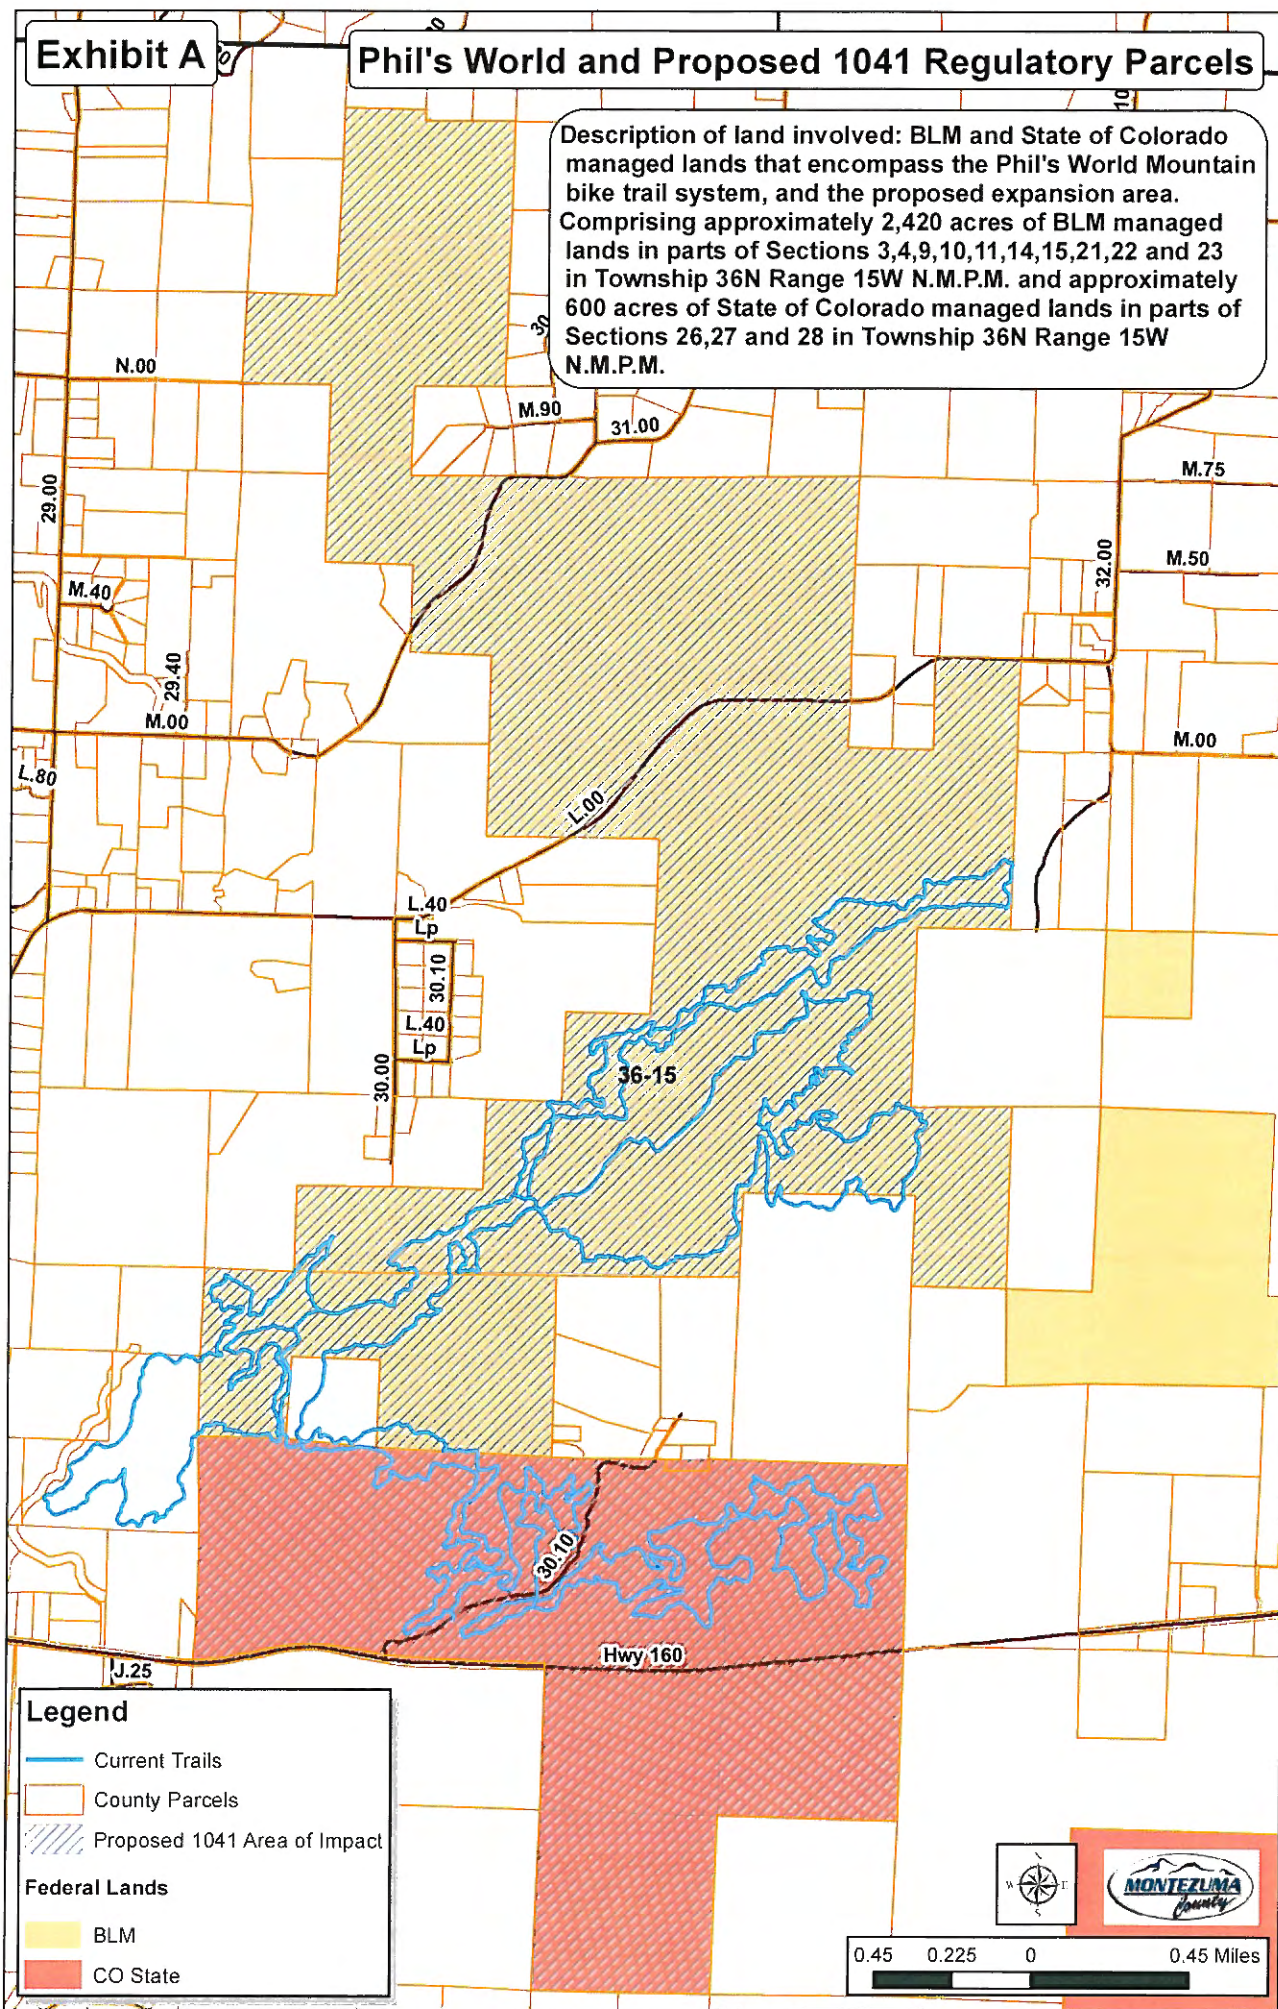 Exhibit A
Phil's World and Proposed 1041 Regulatory Parcels
Description of land involved: BLM and State of Colorado
managed lands that encompass the Phil's World Mountain
bike trail system, and the proposed expansion area.
Comprising approximately 2,420 acres of BLM managed
lands in parts of Sections 3,4,9,10,11,14,15,21,22 and 23
in Township 36N Range 15W N.M.P.M. and approximately
600 acres of State of Colorado managed lands in parts of
Sections 26,27 and 28 in Township 36N Range 15W
N.M.P.M.
10
30
N.00
M.90
31.00
29.00
M.75
M.50
32.00
M.40
29.40
M.00
M.00
L.80
L.00
L.40
Lp
30.10
L.40
Lp
30.00
36-15
30.10
Hwy 160
J.25
Legend
Current Trails
County Parcels
Proposed 1041 Area of Impact
Federal Lands
BLM
CO State
N
W E
S
MONTEZUMA
County
0.45 0.225 0 0.45 Miles